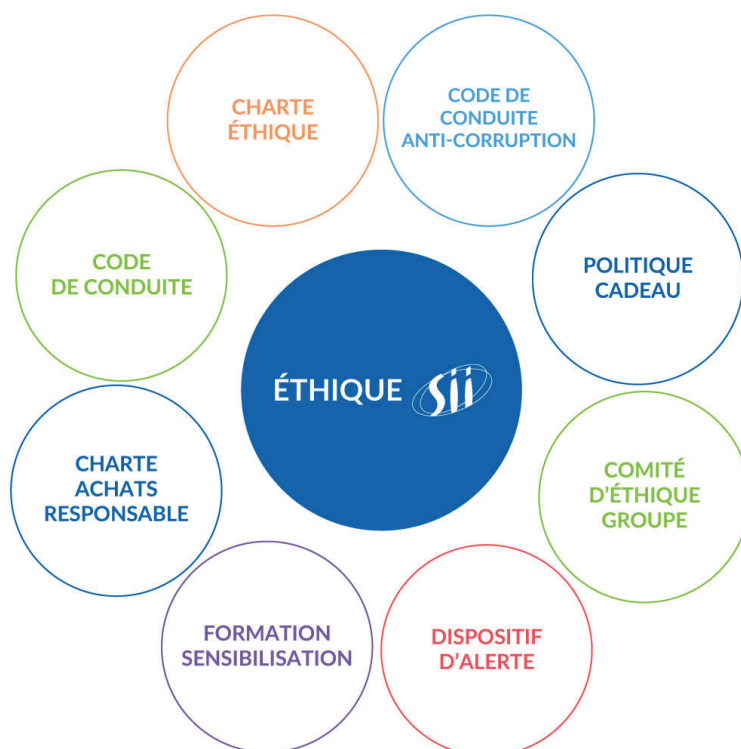 CHARTE
ÉTHIQUE
CODE DE
CONDUITE
ANTI-CORRUPTION
POLITIQUE
CADEAU
COMITÉ
D'ÉTHIQUE
GROUPE
DISPOSITIF
D'ALERTE
FORMATION
SENSIBILISATION
CHARTE
ACHATS
RESPONSABLE
CODE
DE CONDUITE
ÉTHIQUE sii